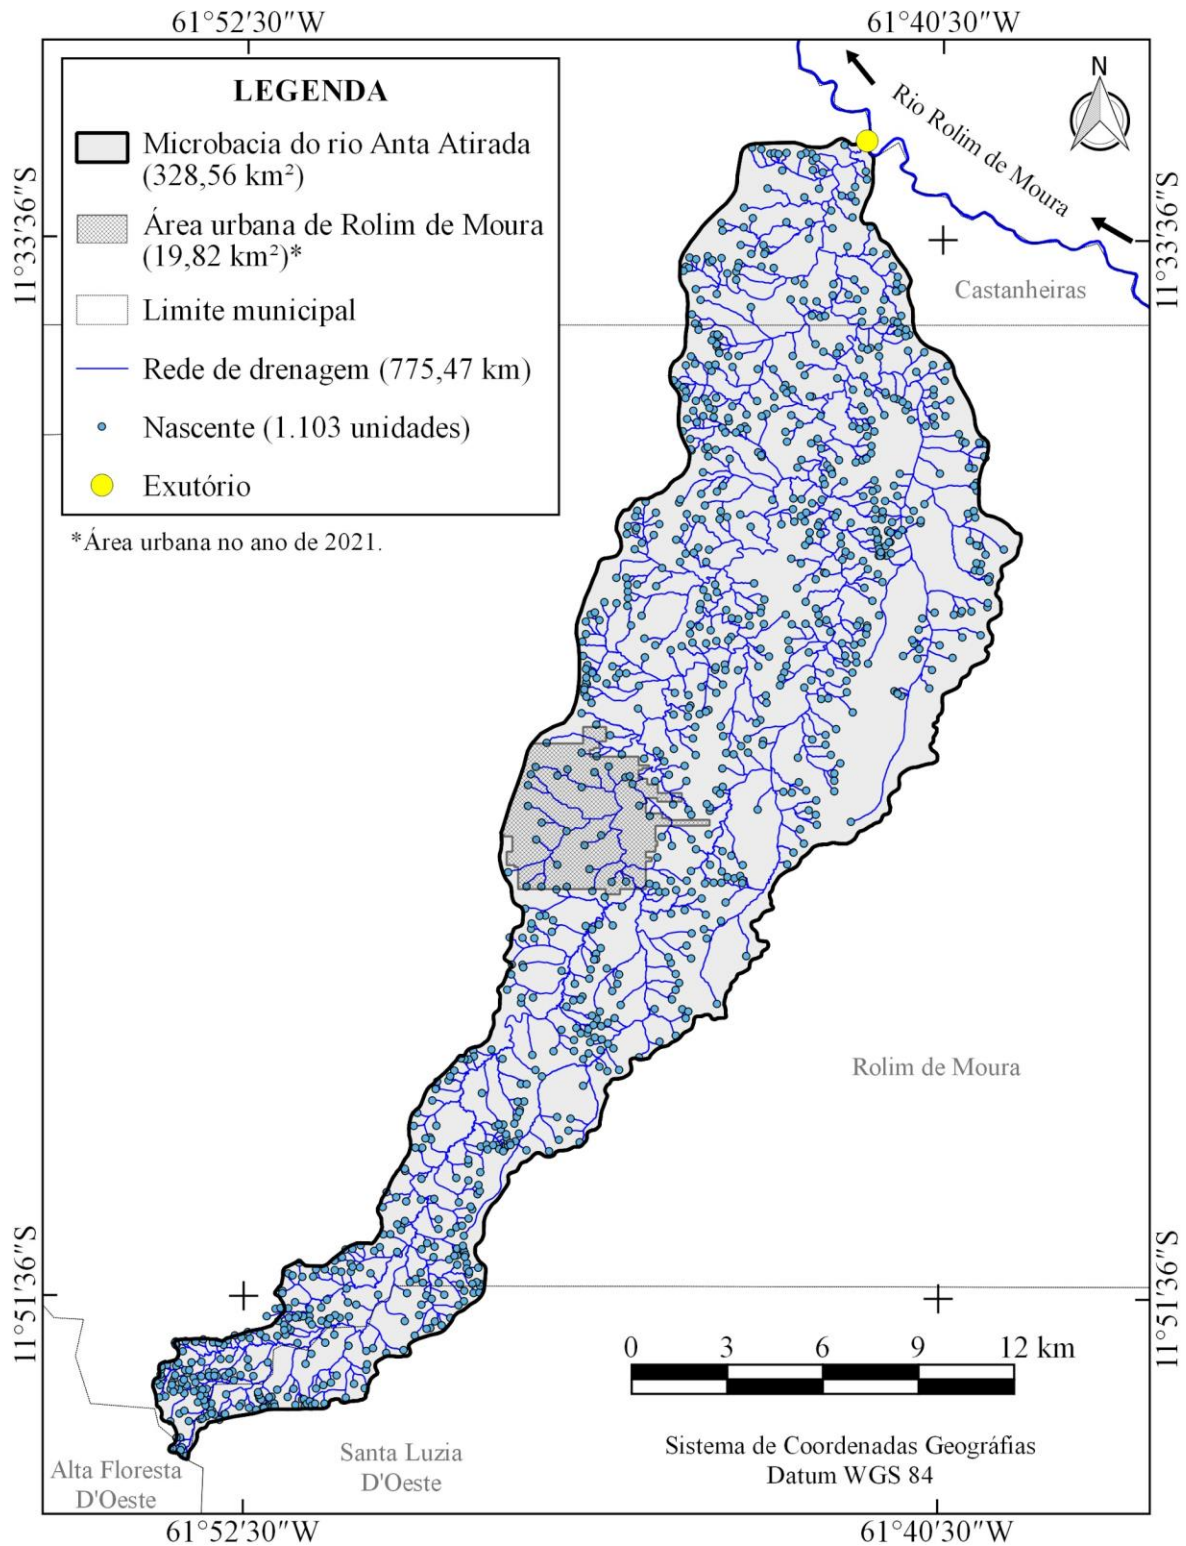 61°52'30"W
61°40'30"W
LEGENDA
Microbacia do rio Anta Atirada
(328,56 km²)
Área urbana de Rolim de Moura
(19,82 km²)*
Limite municipal
Rede de drenagem (775,47 km)
Nascente (1.103 unidades)
Exutório
*Área urbana no ano de 2021.
Rio Rolim de Moura
N
11°33'36"S
11°33'36"S
Castanheiras
Rolim de Moura
11°51'36"S
11°51'36"S
0 3 6 9 12 km
Sistema de Coordenadas Geográfias
Datum WGS 84
Santa Luzia
D'Oeste
Alta Floresta
D'Oeste
61°52'30"W
61°40'30"W